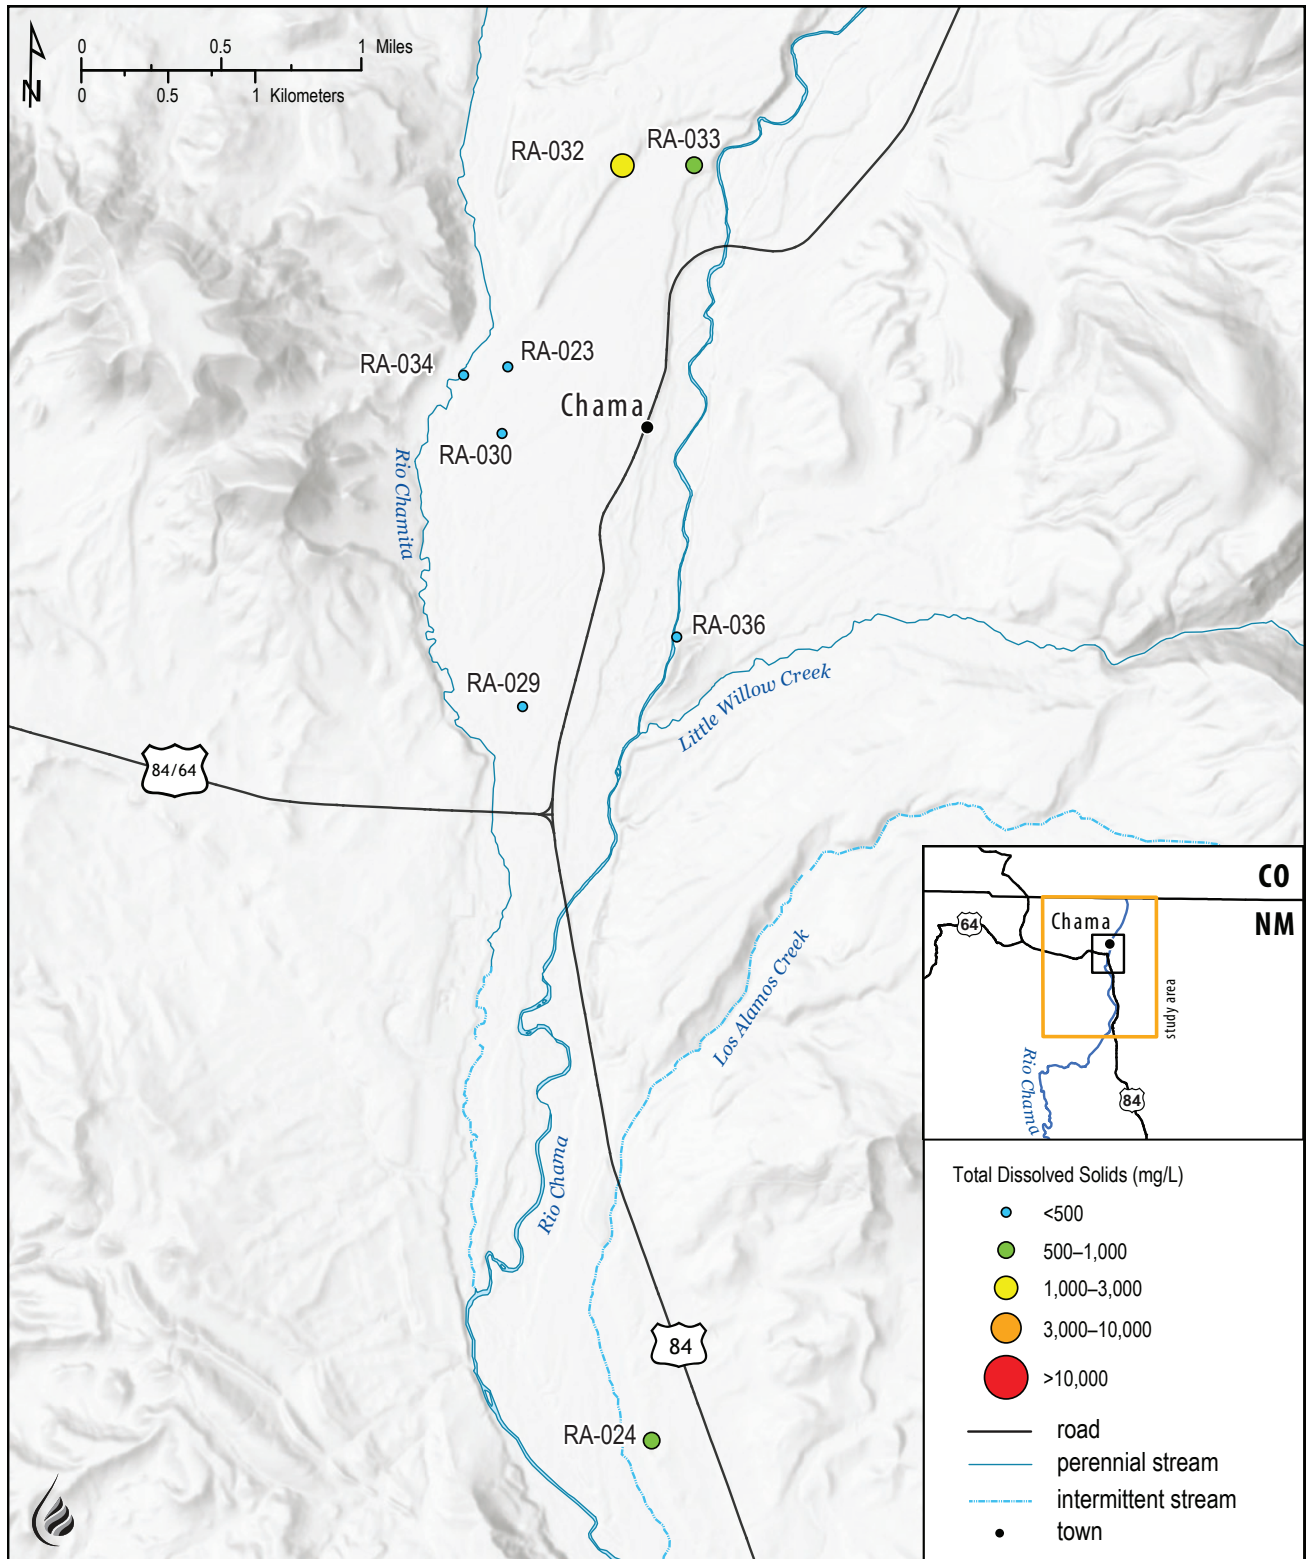 0 0.5 1 Miles
0 0.5 1 Kilometers
N
RA-032
RA-033
RA-034
RA-023
Chama
RA-030
Rio Chamita
RA-036
RA-029
Little Willow Creek
84/64
Los Alamos Creek
Rio Chama
84
RA-024
CO
NM
Chama
64
study area
Rio Chama
84
Total Dissolved Solids (mg/L)
<500
500–1,000
1,000–3,000
3,000–10,000
>10,000
road
perennial stream
intermittent stream
town